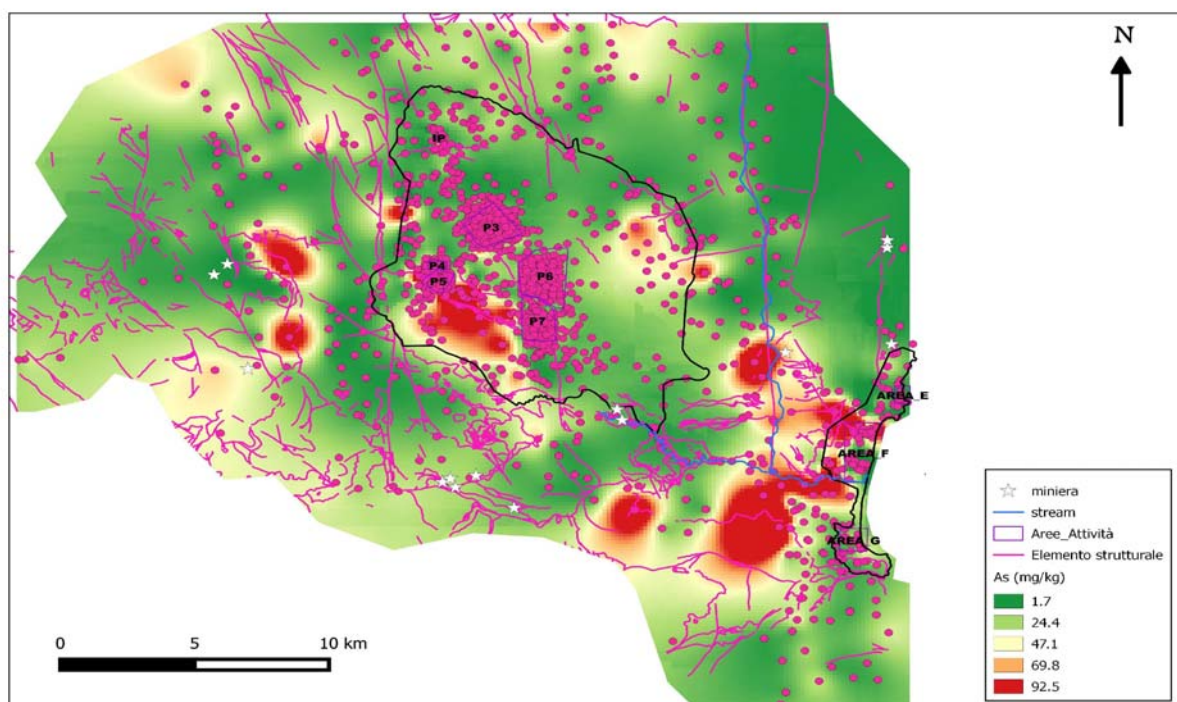 N
IP
P3
P4
P6
P5
P7
AREA_E
AREA_F
AREA_G
0 5 10 km
miniera
stream
Aree_Attività
Elemento strutturale
As (mg/kg)
1.7
24.4
47.1
69.8
92.5